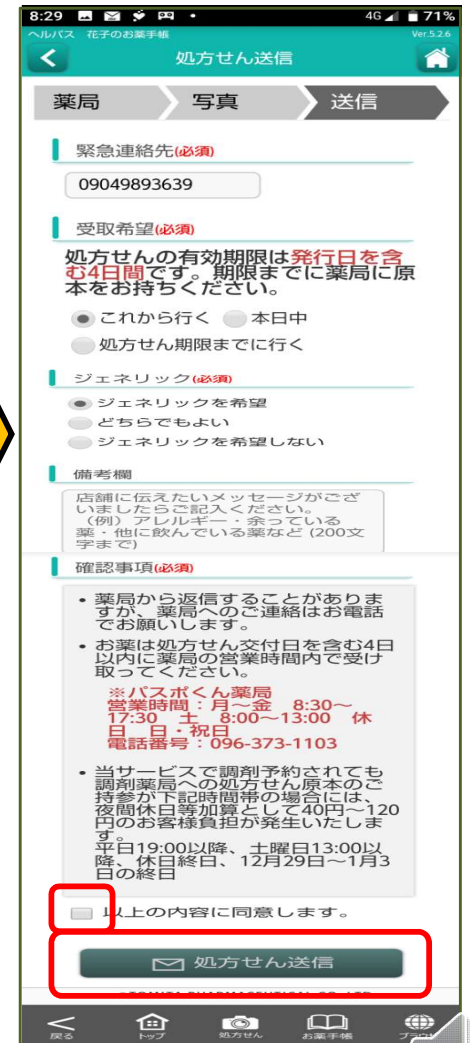 8:29
4G 71%
ヘルパス 花子のお薬手帳 Ver.5.2.6
処方せん送信
薬局 写真 送信
緊急連絡先(必須)
09049893639
受取希望(必須)
処方せんの有効期限は発行日を含
む4日間です。期限までに薬局に原
本をお持ちください。
これから行く 本日中
処方せん期限までに行く
ジェネリック(必須)
ジェネリックを希望
どちらでもよい
ジェネリックを希望しない
備考欄
店舗に伝えたいメッセージがござ
いましたらご記入ください。
(例)アレルギー・余っている
薬・他に飲んでいる薬など (200文
字まで)
確認事項(必須)
• 薬局から返信することがありま
すが、薬局へのご連絡はお電話
でお願いします。
• お薬は処方せん交付日を含む4日
以内に薬局の営業時間内で受け
取ってください。
※パスポくん薬局
営業時間：月～金 8:30～
17:30 土 8:00～13:00 休
日 日・祝日
電話番号：096-373-1103
• 当サービスで調剤予約されても
調剤薬局への処方せん原本のご
持参が下記時間帯の場合には、
夜間休日等加算として40円～120
円のお客様負担が発生いたしま
す。
平日19:00以降、土曜日13:00以
降、休日終日、12月29日～1月3
日の終日
以上の内容に同意します。
処方せん送信
戻る トップ 処方せん お薬手帳